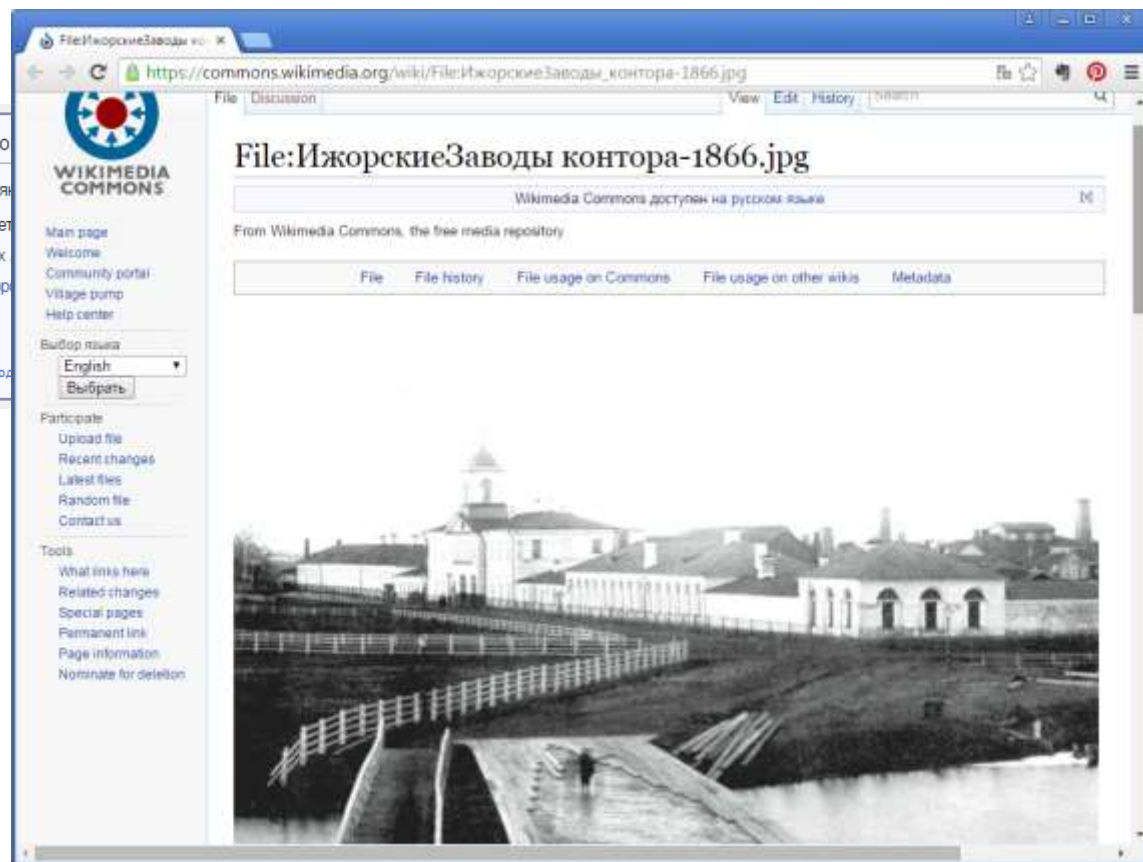 File:ИжорскиеЗаводы ко
https://commons.wikimedia.org/wiki/File:ИжорскиеЗаводы_контора-1866.jpg
File Discussion View Edit History Search
WIKIMEDIA
COMMONS
File:ИжорскиеЗаводы контора-1866.jpg
Wikimedia Commons доступен на русском языке [x]
From Wikimedia Commons, the free media repository
File File history File usage on Commons File usage on other wikis Metadata
Main page
Welcome
Community portal
Village pump
Help center
Выбор языка
English
Выбрать
Participate
Upload file
Recent changes
Latest files
Random file
Contact us
Tools
What links here
Related changes
Special pages
Permanent link
Page information
Nominate for deletion